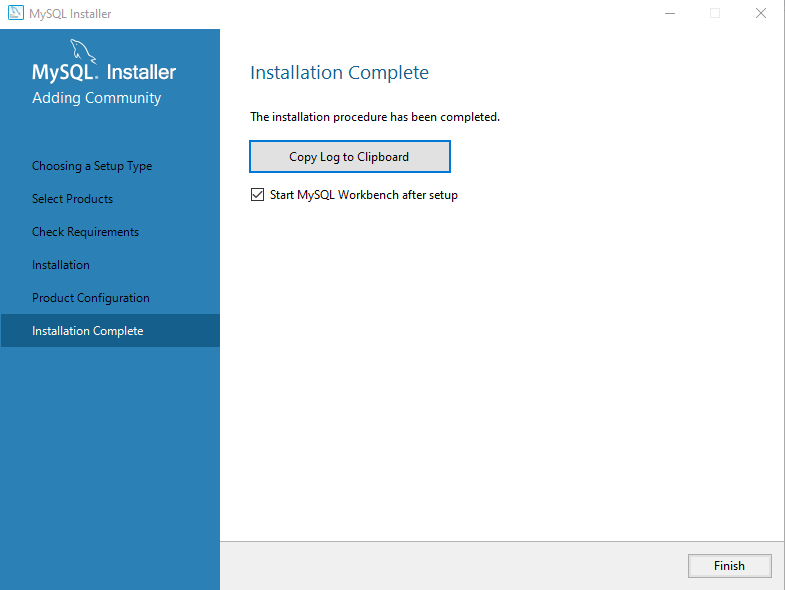 MySQL Installer
MySQL. Installer
Adding Community
Choosing a Setup Type
Select Products
Check Requirements
Installation
Product Configuration
Installation Complete
Installation Complete
The installation procedure has been completed.
Copy Log to Clipboard
Start MySQL Workbench after setup
Finish